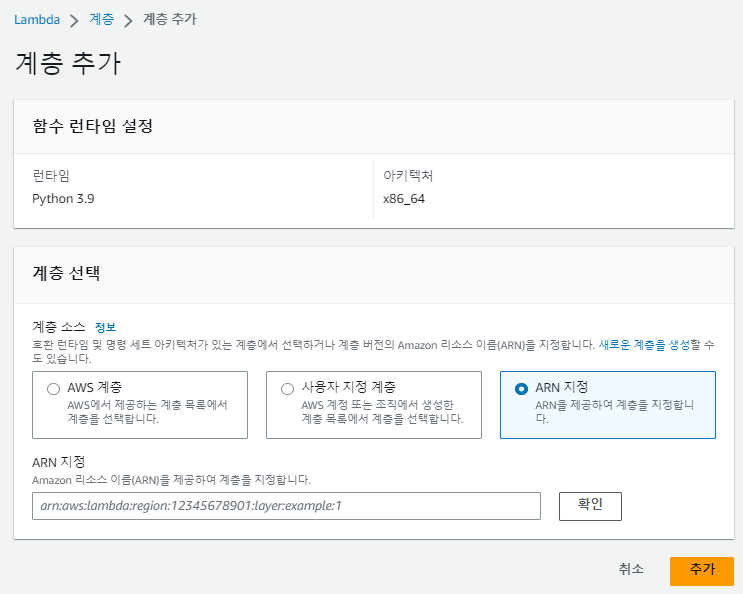 Lambda > 계층 > 계층 추가
계층 추가
함수 런타임 설정
런타임
Python 3.9
아키텍처
x86_64
계층 선택
계층 소스 정보
호환 런타임 및 명령 세트 아키텍처가 있는 계층에서 선택하거나 계층 버전의 Amazon 리소스 이름(ARN)을 지정합니다. 새로운 계층을 생성할 수
도 있습니다.
AWS 계층
AWS에서 제공하는 계층 목록에서
계층을 선택합니다.
사용자 지정 계층
AWS 계정 또는 조직에서 생성한
계층 목록에서 계층을 선택합니다.
ARN 지정
ARN을 제공하여 계층을 지정합니
다.
ARN 지정
Amazon 리소스 이름(ARN)을 제공하여 계층을 지정합니다.
arn:aws:lambda:region:12345678901:layer:example:1
확인
취소
추가